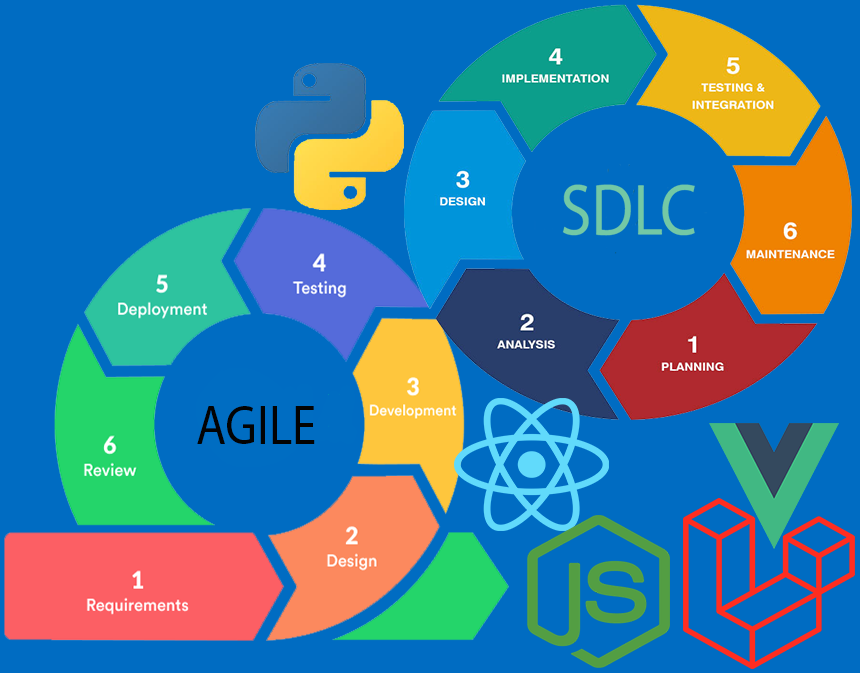 4
IMPLEMENTATION
5
TESTING &
INTEGRATION
3
DESIGN
SDLC
6
MAINTENANCE
2
ANALYSIS
1
PLANNING
4
Testing
5
Deployment
3
Development
AGILE
6
Review
2
Design
1
Requirements
JS